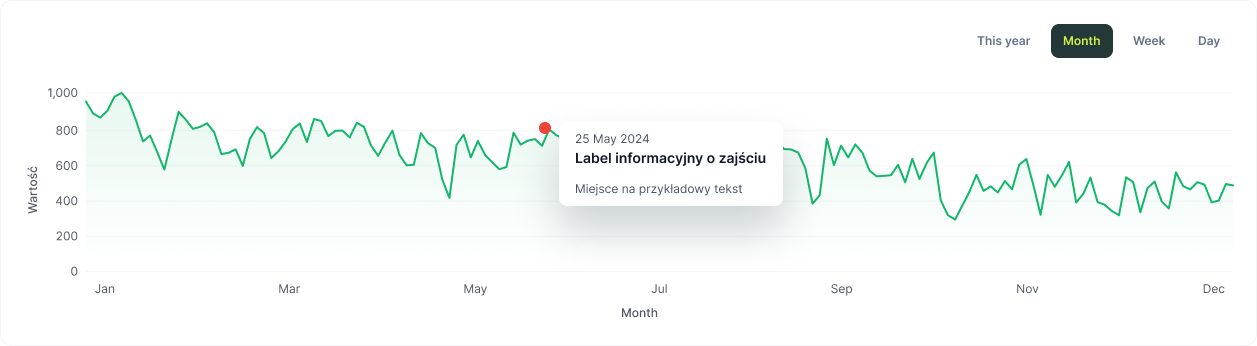 This year Month Week Day
1,000
800
600
400
200
0
Wartość
25 May 2024
Label informacyjny o zajściu
Miejsce na przykładowy tekst
Jan Mar May Jul Sep Nov Dec
Month